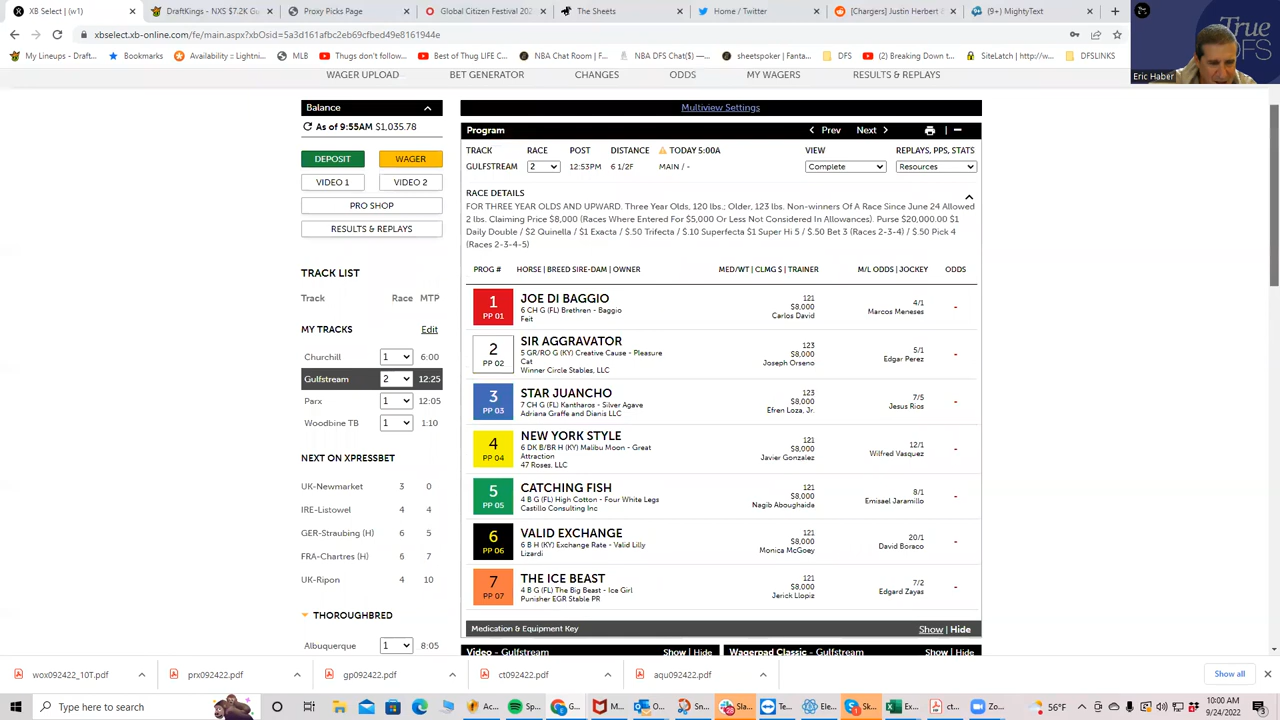 XB Select (w1)
DraftKings - NXS $7.2K Gu
Proxy Picks Page
Global Citizen Festival 202
The Sheets
Home / Twitter
[Chargers] Justin Herbert &
(9+) MightyText
xbselect.xb-online.com/fe/main.aspx?xbOsid=5a3d161afbc2eb69cfbed49e8161944e
My Lineups - Draft...
Bookmarks
Availability :: Lightni...
MLB
Thugs don't follow...
Best of Thug LIFE C...
NBA Chat Room | F...
NBA DFS Chat($) —...
sheetspoker | Fanta...
DFS
(2) Breaking Down t...
SiteLatch | http://w...
DFSLINKS
True
DFS
Eric Haber
WAGER UPLOAD
BET GENERATOR
CHANGES
ODDS
MY WAGERS
RESULTS & REPLAYS
Balance
As of 9:55AM $1,035.78
DEPOSIT
WAGER
VIDEO 1
VIDEO 2
PRO SHOP
RESULTS & REPLAYS
TRACK LIST
Track Race MTP
MY TRACKS Edit
Churchill 1 6:00
Gulfstream 2 12:25
Parx 1 12:05
Woodbine TB 1 1:10
NEXT ON XPRESSBET
UK-Newmarket 3 0
IRE-Listowel 4 4
GER-Straubing (H) 6 5
FRA-Chartres (H) 6 7
UK-Ripon 4 10
THOROUGHBRED
Albuquerque 1 8:05
Multiview Settings
Program
Prev Next
TRACK RACE POST DISTANCE TODAY 5:00A VIEW REPLAYS, PPS, STATS
GULFSTREAM 2 12:53PM 6 1/2F MAIN / - Complete Resources
RACE DETAILS
FOR THREE YEAR OLDS AND UPWARD. Three Year Olds, 120 lbs.; Older, 123 lbs. Non-winners Of A Race Since June 24 Allowed
2 lbs. Claiming Price $8,000 (Races Where Entered For $5,000 Or Less Not Considered In Allowances). Purse $20,000.00 $1
Daily Double / $2 Quinella / $1 Exacta / $.50 Trifecta / $.10 Superfecta $1 Super Hi 5 / $.50 Bet 3 (Races 2-3-4) / $.50 Pick 4
(Races 2-3-4-5)
PROG # HORSE | BREED SIRE-DAM | OWNER MED/WT | CLMG $ | TRAINER M/L ODDS | JOCKEY ODDS
1
PP 01
JOE DI BAGGIO
6 CH G (FL) Brethren - Baggio
Feit
121
$8,000
Carlos David
4/1
Marcos Meneses
-
2
PP 02
SIR AGGRAVATOR
5 GR/RO G (KY) Creative Cause - Pleasure
Cat
Winner Circle Stables, LLC
123
$8,000
Joseph Orseno
5/1
Edgar Perez
-
3
PP 03
STAR JUANCHO
7 CH G (FL) Kantharos - Silver Agave
Adriana Graffe and Dianis LLC
123
$8,000
Efren Loza, Jr.
7/5
Jesus Rios
-
4
PP 04
NEW YORK STYLE
6 DK B/BR H (KY) Malibu Moon - Great
Attraction
47 Roses, LLC
121
$8,000
Javier Gonzalez
12/1
Wilfred Vasquez
-
5
PP 05
CATCHING FISH
4 B G (FL) High Cotton - Four White Legs
Castillo Consulting Inc
121
$8,000
Nagib Aboughaida
8/1
Emisael Jaramillo
-
6
PP 06
VALID EXCHANGE
6 B H (KY) Exchange Rate - Valid Lilly
Lizardi
121
$8,000
Monica McGoey
20/1
David Boraco
-
7
PP 07
THE ICE BEAST
4 B G (FL) The Big Beast - Ice Girl
Punisher EGR Stable PR
121
$8,000
Jerick Llopiz
7/2
Edgard Zayas
-
Medication & Equipment Key Show | Hide
Video - Gulfstream Show | Hide
Wagerpad Classic - Gulfstream Show | Hide
wox092422_10T.pdf
prx092422.pdf
gp092422.pdf
ct092422.pdf
aqu092422.pdf
Show all
Type here to search
Acc...
Spo...
G...
M...
O...
Sn...
Sla...
Te...
Sk...
Exc...
ct0...
Zo...
56°F
10:00 AM
9/24/2022